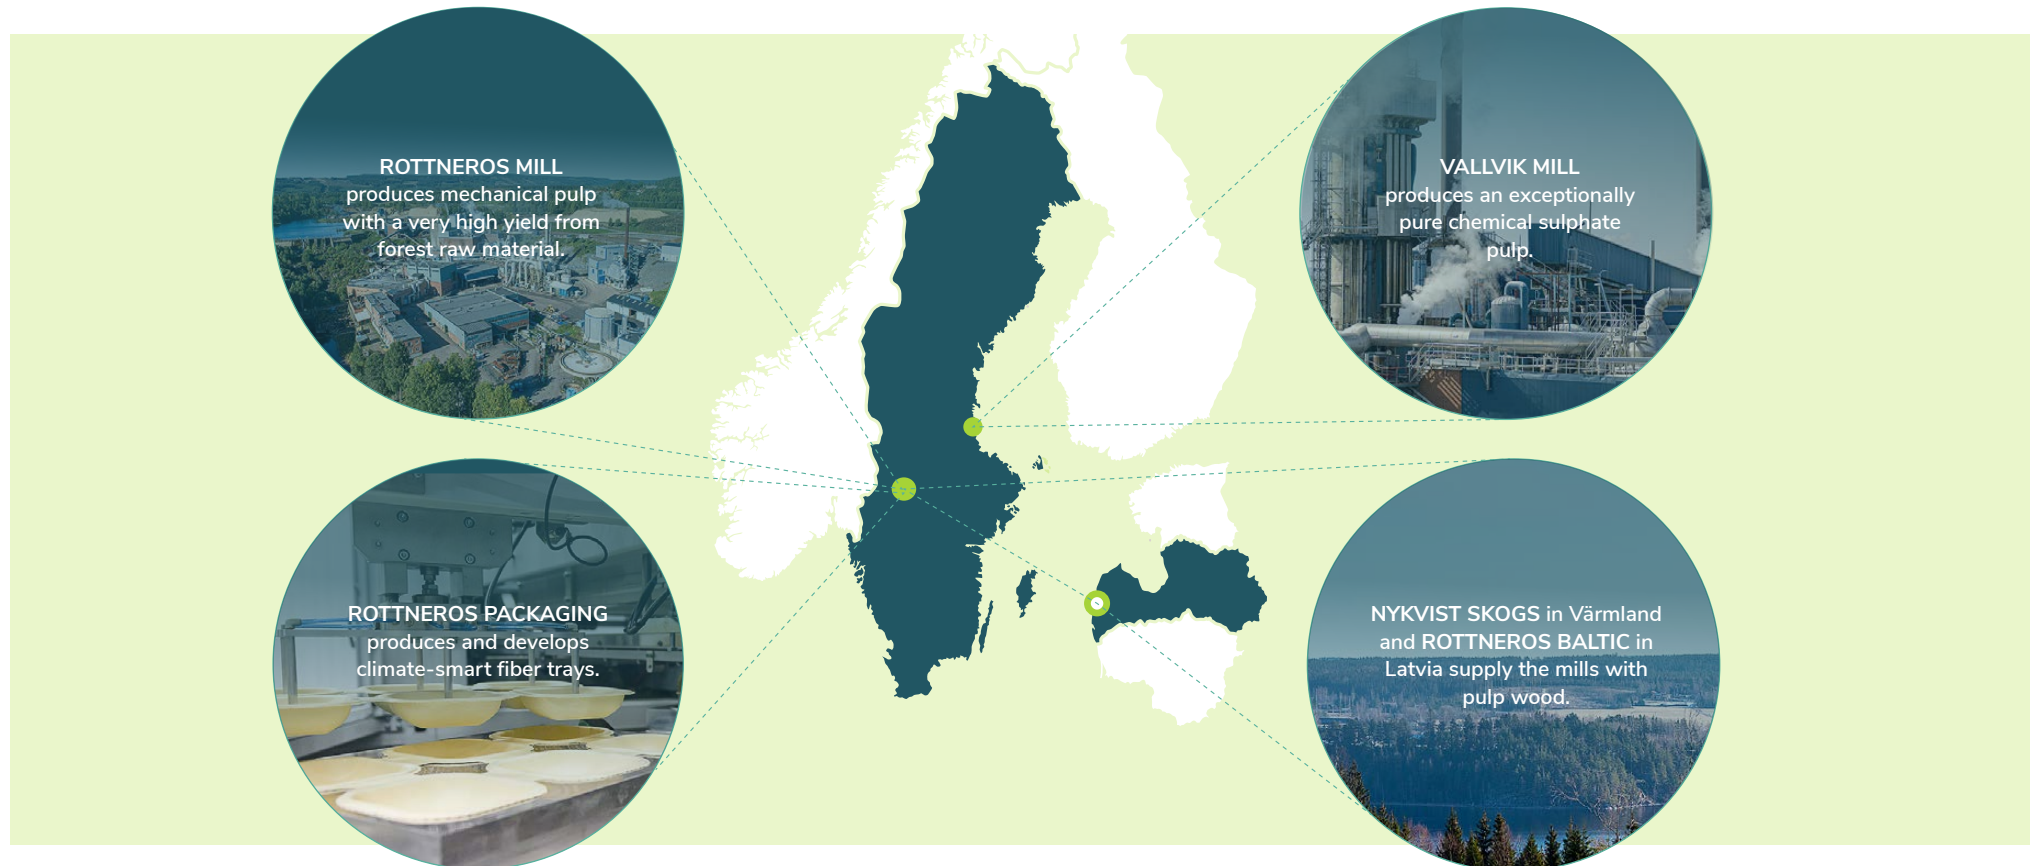 ROTTNEROS MILL
produces mechanical pulp
with a very high yield from
forest raw material.
VALLVIK MILL
produces an exceptionally
pure chemical sulphate
pulp.
ROTTNEROS PACKAGING
produces and develops
climate-smart fiber trays.
NYKVIST SKOGS in Värmland
and ROTTNEROS BALTIC in
Latvia supply the mills with
pulp wood.